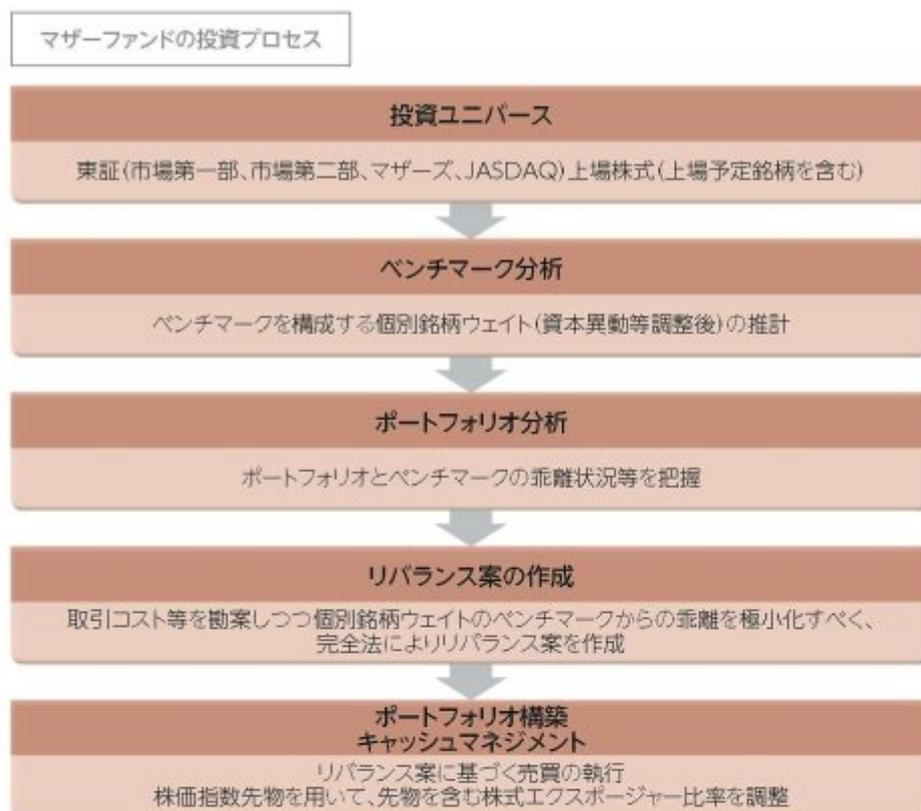 マザーファンドの投資プロセス
投資ユニバース
東証(市場第一部、市場第二部、マザーズ、JASDAQ)上場株式(上場予定銘柄を含む)
ベンチマーク分析
ベンチマークを構成する個別銘柄ウェイト(資本異動等調整後)の推計
ポートフォリオ分析
ポートフォリオとベンチマークの乖離状況等を把握
リバランス案の作成
取引コスト等を勘案しつつ個別銘柄ウェイトのベンチマークからの乖離を極小化すべく、
完全法によりリバランス案を作成
ポートフォリオ構築
キャッシュマネジメント
リバランス案に基づく売買の執行
株価指数先物を用いて、先物を含む株式エクスポージャー比率を調整